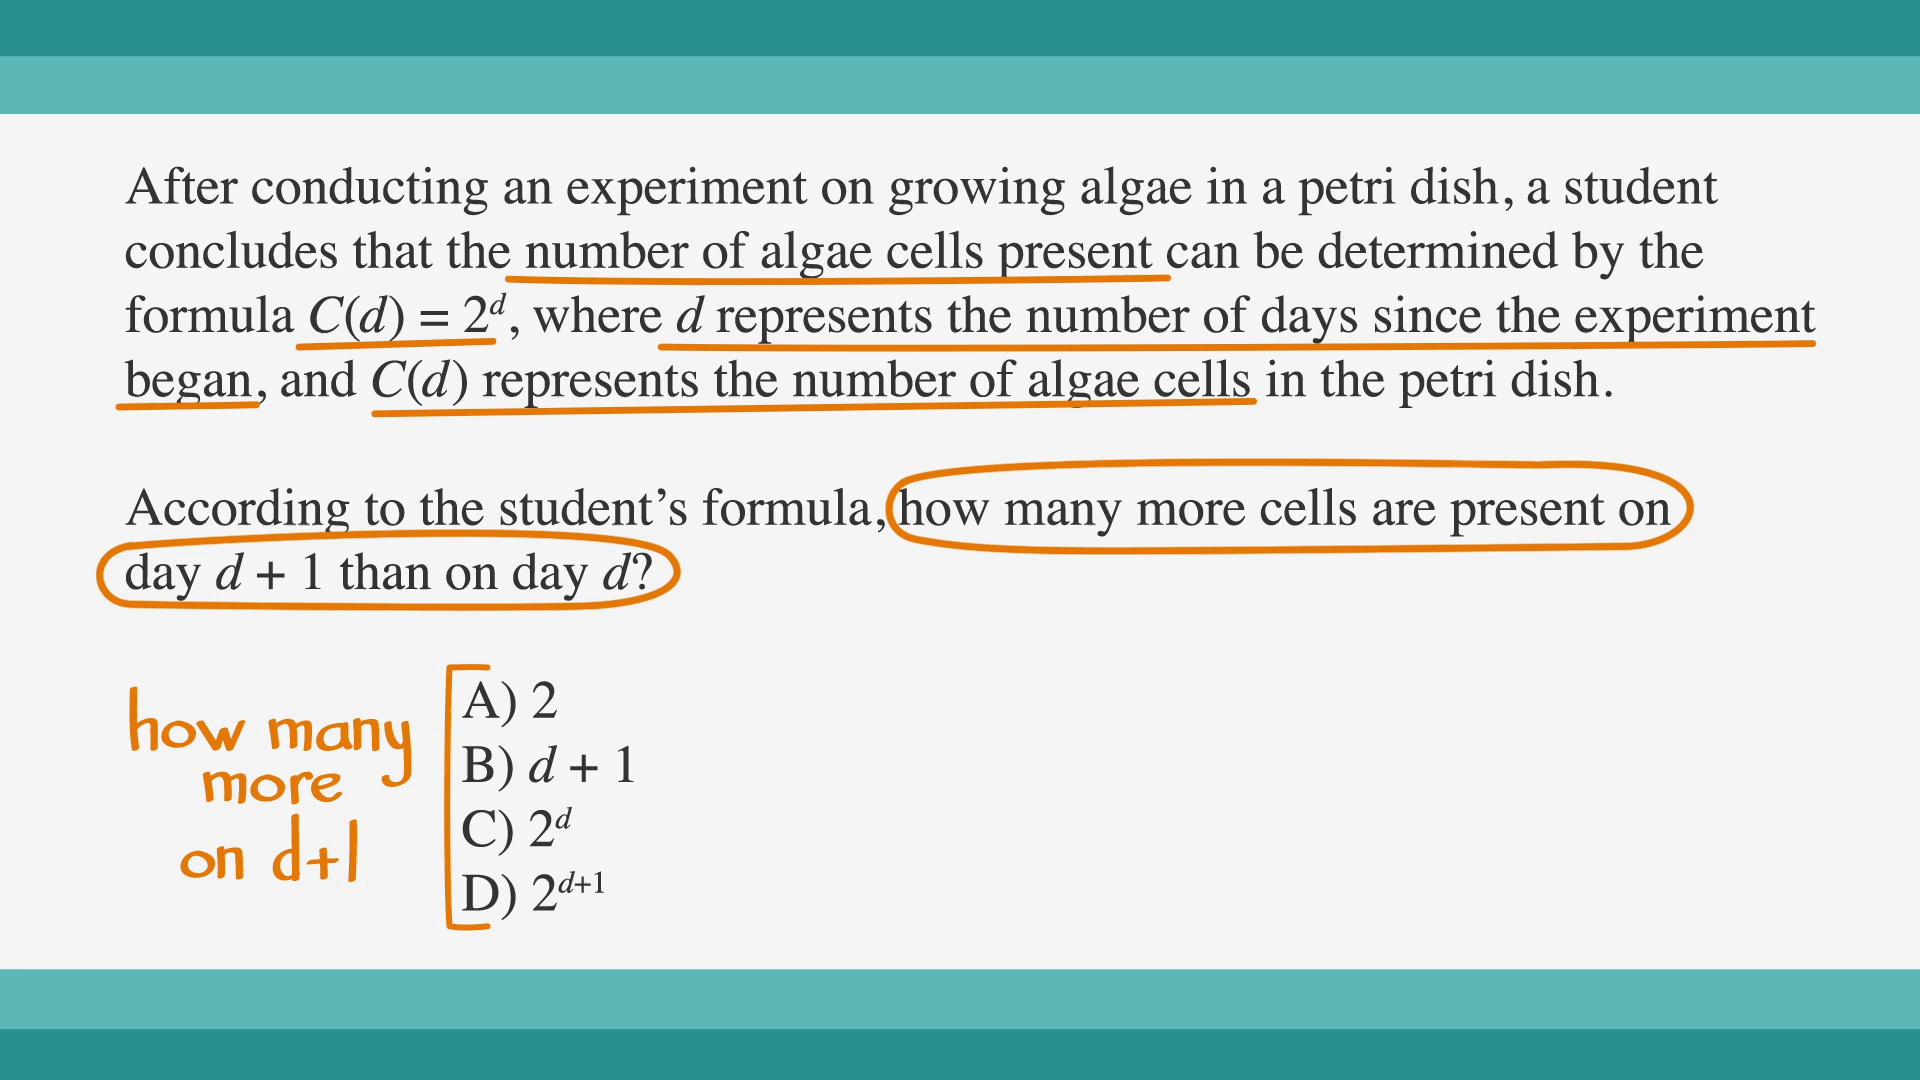 After conducting an experiment on growing algae in a petri dish, a student
concludes that the number of algae cells present can be determined by the
formula C(d) = 2ᵈ, where d represents the number of days since the experiment
began, and C(d) represents the number of algae cells in the petri dish.
According to the student’s formula, how many more cells are present on
day d + 1 than on day d?
how many
more
on d+1
A) 2
B) d + 1
C) 2ᵈ
D) 2ᵈ⁺¹